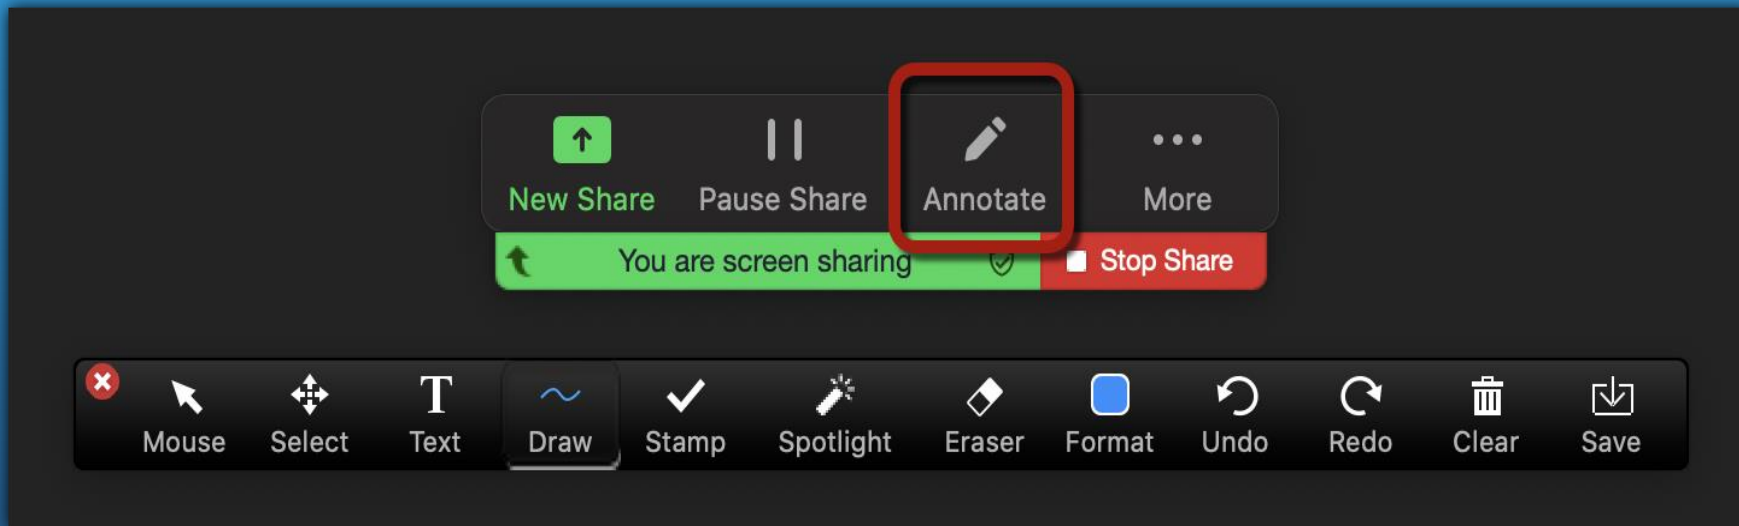 New Share Pause Share Annotate More
You are screen sharing Stop Share
Mouse Select Text Draw Stamp Spotlight Eraser Format Undo Redo Clear Save